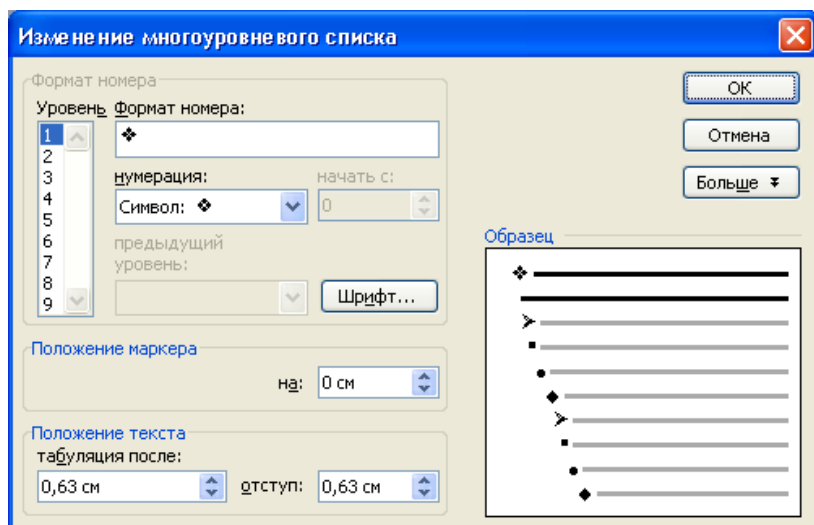 Изменение многоуровневого списка
Формат номера
Уровень Формат номера:
1
2
3
4
5
6
7
8
9
нумерация:
начать с:
Символ:
0
предыдущий
уровень:
Шрифт...
Положение маркера
на: 0 см
Положение текста
табуляция после:
0,63 см отступ: 0,63 см
ОК
Отмена
Больше
Образец